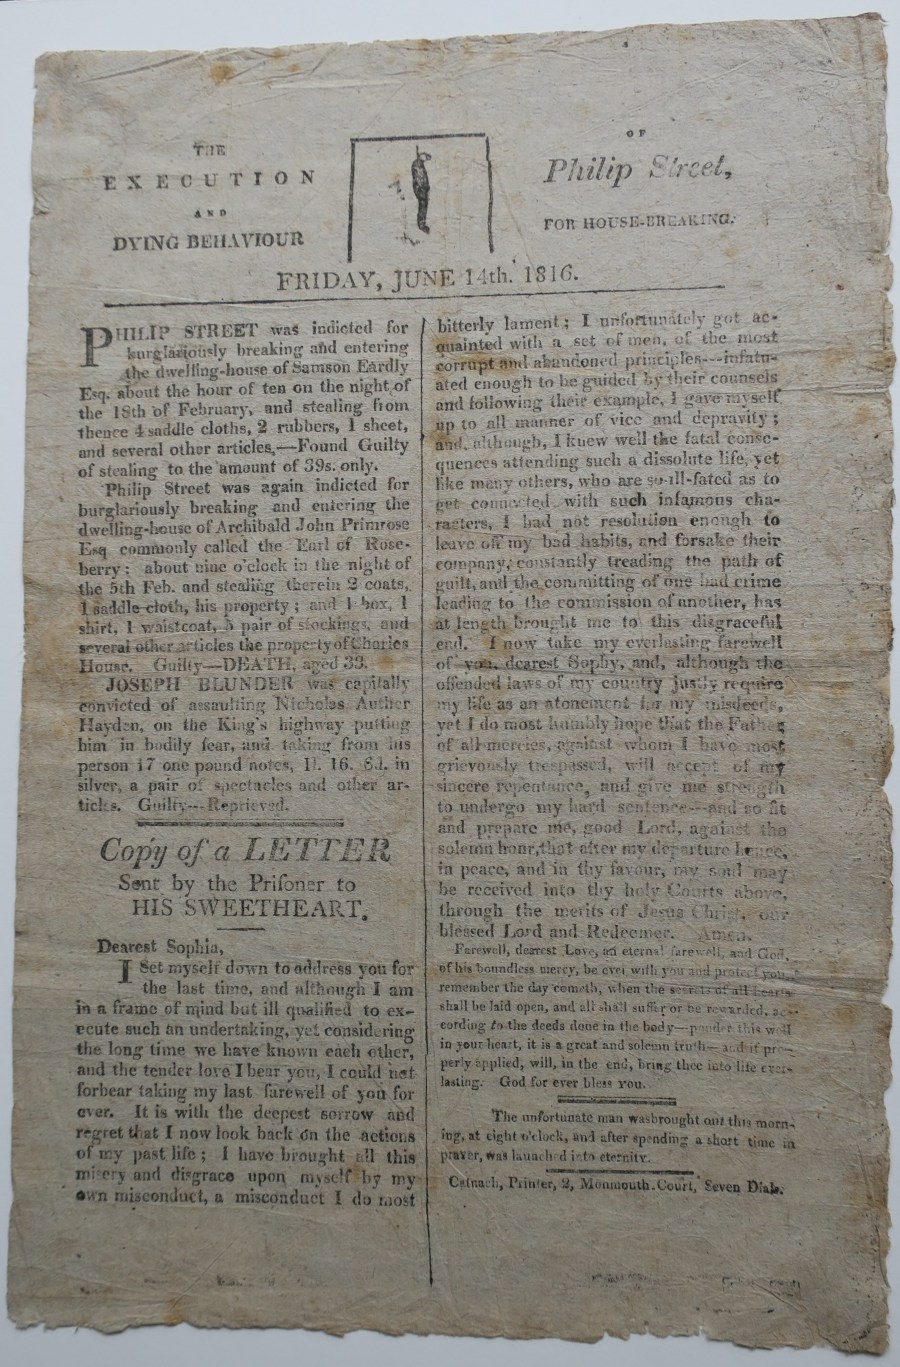 THE
EXECUTION
AND
DYING BEHAVIOUR
OF
Philip Street,
FOR HOUSE-BREAKING.
FRIDAY, JUNE 14th. 1816.
PHILIP STREET was indicted for
burglariously breaking and entering
the dwelling-house of Samson Eardly
Esq. about the hour of ten on the night of
the 18th of February, and stealing from
thence 4 saddle cloths, 2 rubbers, 1 sheet,
and several other articles,—Found Guilty
of stealing to the amount of 39s. only.
Philip Street was again indicted for
burglariously breaking and entering the
dwelling-house of Archibald John Primrose
Esq commonly called the Earl of Rose-
berry; about nine o'clock in the night of
the 5th Feb. and stealing therein 2 coats,
1 saddle-cloth, his property; and 1 box, 1
shirt, 1 waistcoat, 5 pair of stockings, and
several other articles the property of Charles
House. Guilty—DEATH, aged 33.
JOSEPH BLUNDER was capitally
convicted of assaulting Nicholas Auther
Hayden, on the King's highway putting
him in bodily fear, and taking from his
person 17 one pound notes, 1l. 16. 6d. in
silver, a pair of spectacles and other ar-
ticks. Guilty---Reprieved.
Copy of a LETTER
Sent by the Prisoner to
HIS SWEETHEART.
Dearest Sophia,
I Set myself down to address you for
the last time, and although I am
in a frame of mind but ill qualified to ex-
ecute such an undertaking, yet considering
the long time we have known each other,
and the tender love I bear you, I could not
forbear taking my last farewell of you for
ever. It is with the deepest sorrow and
regret that I now look back on the actions
of my past life; I have brought all this
misery and disgrace upon myself by my
own misconduct, a misconduct I do most
bitterly lament; I unfortunately got ac-
quainted with a set of men, of the most
corrupt and abandoned principles---infatu-
ated enough to be guided by their counsels
and following their example, I gave myself
up to all manner of vice and depravity;
and, although, I knew well the fatal conse-
quences attending such a dissolute life, yet
like many others, who are so ill-fated as to
get connected with such infamous cha-
racters, I had not resolution enough to
leave off my bad habits, and forsake their
company, constantly treading the path of
guilt, and the committing of one bad crime
leading to the commission of another, has
at length brought me to this disgraceful
end. I now take my everlasting farewell
of you, dearest Sophy, and, although the
offended laws of my country justly require
my life as an atonement for my misdeeds,
yet I do most humbly hope that the Father
of all mercies, against whom I have most
grievously trespassed, will accept of my
sincere repentance, and give me strength
to undergo my hard sentence---and so fit
and prepare me, good Lord, against the
solemn hour, that after my departure hence,
in peace, and in thy favour, my soul may
be received into thy holy Courts above,
through the merits of Jesus Christ, our
blessed Lord and Redeemer. Amen.
Farewell, dearest Love, an eternal farewell, and God,
of his boundless mercy, be ever with you and protect you,
remember the day cometh, when the secrets of all hearts
shall be laid open, and all shall suffer or be rewarded, ac-
cording to the deeds done in the body—ponder this well
in your heart, it is a great and solemn truth—and if pro-
perly applied, will, in the end, bring thee into life ever-
lasting. God for ever bless you.
The unfortunate man wasbrought out this morn-
ing, at eight o'clock, and after spending a short time in
prayer, was launched into eternity.
Catnach, Printer, 2, Monmouth-Court, Seven Dials.